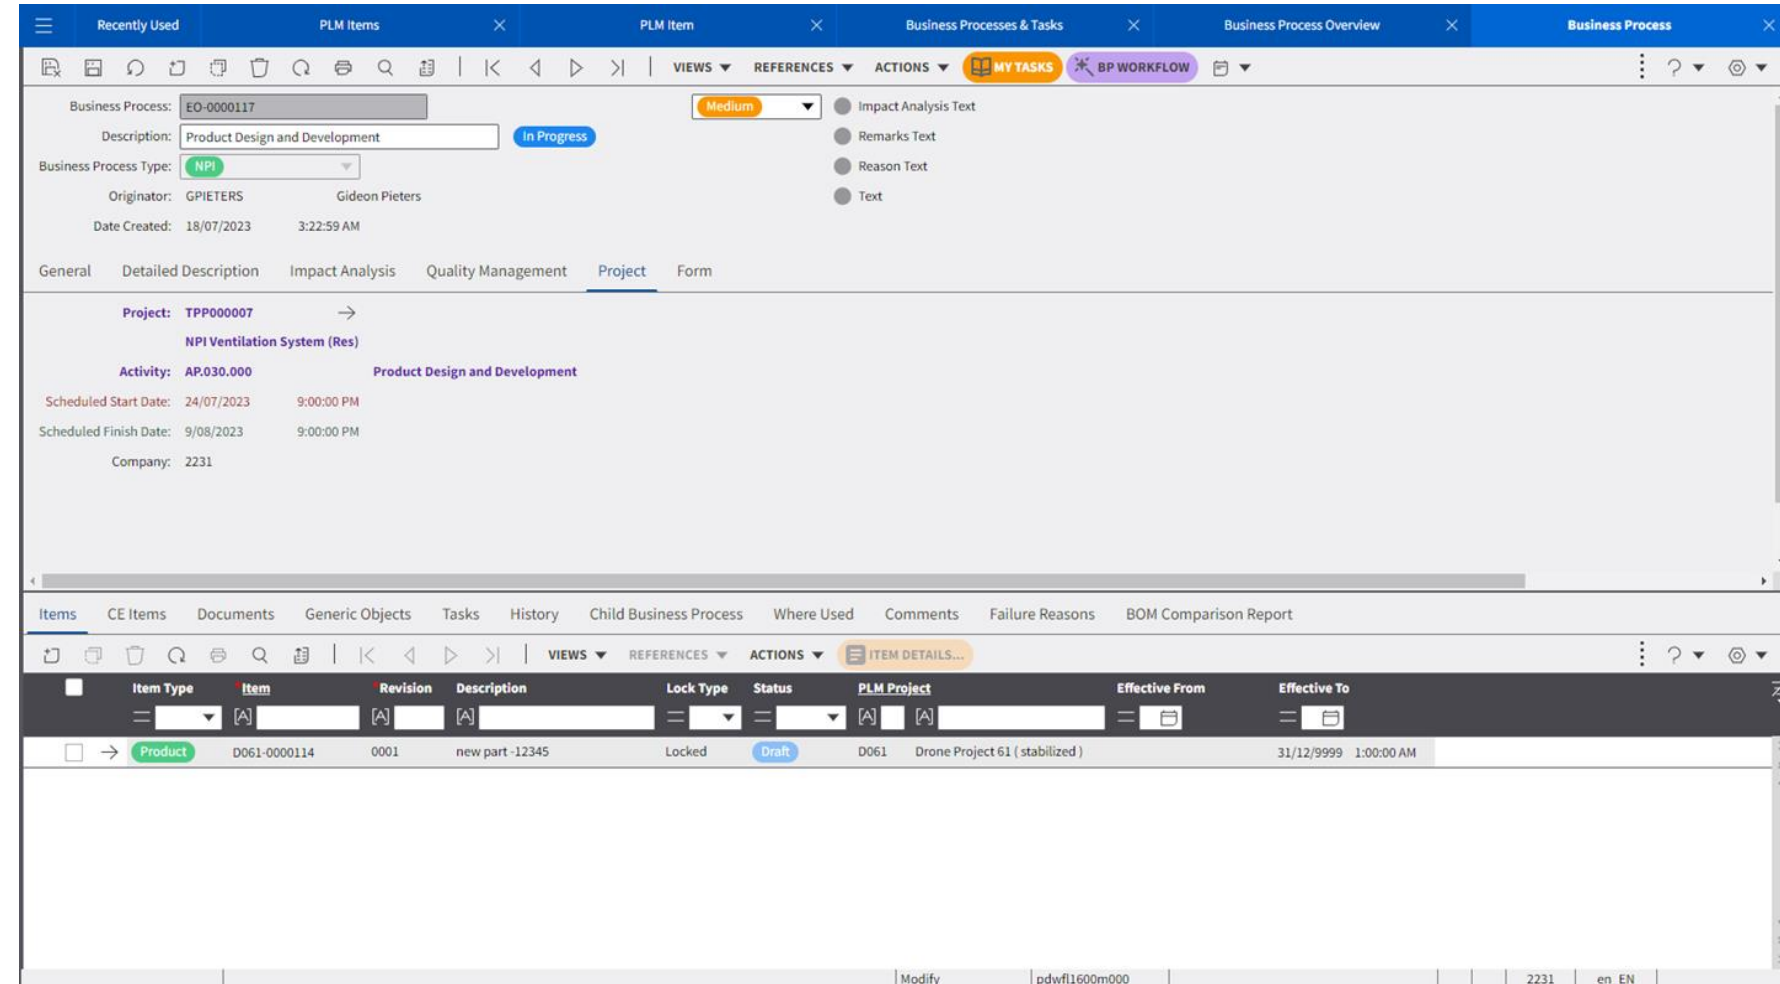 Recently Used PLM Items PLM Item Business Processes & Tasks Business Process Overview Business Process
VIEWS REFERENCES ACTIONS MY TASKS BP WORKFLOW
Business Process: EO-0000117 Medium Impact Analysis Text
Description: Product Design and Development In Progress Remarks Text
Business Process Type: NPI Reason Text
Originator: GPIETERS Gideon Pieters Text
Date Created: 18/07/2023 3:22:59 AM
General Detailed Description Impact Analysis Quality Management Project Form
Project: TPP000007
NPI Ventilation System (Res)
Activity: AP.030.000 Product Design and Development
Scheduled Start Date: 24/07/2023 9:00:00 PM
Scheduled Finish Date: 9/08/2023 9:00:00 PM
Company: 2231
Items CE Items Documents Generic Objects Tasks History Child Business Process Where Used Comments Failure Reasons BOM Comparison Report
VIEWS REFERENCES ACTIONS ITEM DETAILS...
Item Type *Item *Revision Description Lock Type Status PLM Project Effective From Effective To
[A] [A] [A] [A] [A]
Product D061-0000114 0001 new part -12345 Locked Draft D061 Drone Project 61 ( stabilized ) 31/12/9999 1:00:00 AM
Modify pdwfl1600m000 2231 en_EN